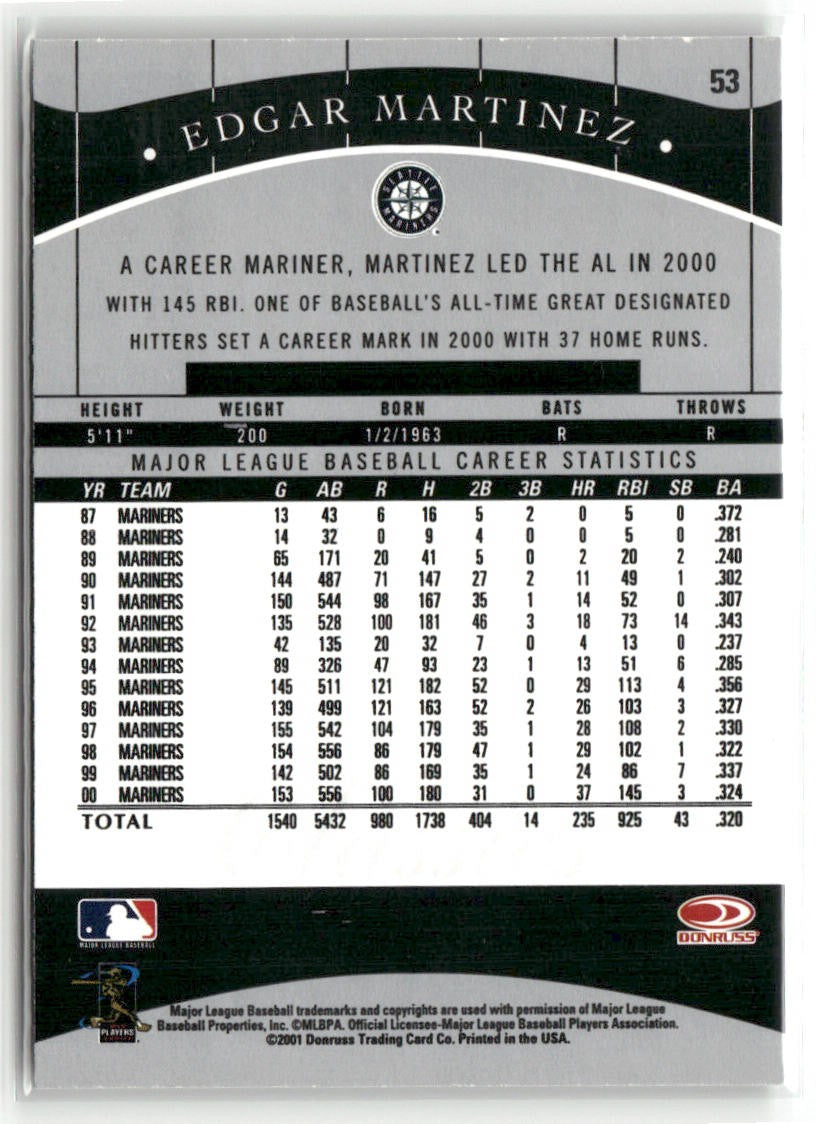 53
EDGAR MARTINEZ
SEATTLE
MARINERS
A CAREER MARINER, MARTINEZ LED THE AL IN 2000
WITH 145 RBI. ONE OF BASEBALL'S ALL-TIME GREAT DESIGNATED
HITTERS SET A CAREER MARK IN 2000 WITH 37 HOME RUNS.
HEIGHT WEIGHT BORN BATS THROWS
5'11" 200 1/2/1963 R R
MAJOR LEAGUE BASEBALL CAREER STATISTICS
YR TEAM G AB R H 2B 3B HR RBI SB BA
87 MARINERS 13 43 6 16 5 2 0 5 0 .372
88 MARINERS 14 32 0 9 4 0 0 5 0 .281
89 MARINERS 65 171 20 41 5 0 2 20 2 .240
90 MARINERS 144 487 71 147 27 2 11 49 1 .302
91 MARINERS 150 544 98 167 35 1 14 52 0 .307
92 MARINERS 135 528 100 181 46 3 18 73 14 .343
93 MARINERS 42 135 20 32 7 0 4 13 0 .237
94 MARINERS 89 326 47 93 23 1 13 51 6 .285
95 MARINERS 145 511 121 182 52 0 29 113 4 .356
96 MARINERS 139 499 121 163 52 2 26 103 3 .327
97 MARINERS 155 542 104 179 35 1 28 108 2 .330
98 MARINERS 154 556 86 179 47 1 29 102 1 .322
99 MARINERS 142 502 86 169 35 1 24 86 7 .337
00 MARINERS 153 556 100 180 31 0 37 145 3 .324
TOTAL 1540 5432 980 1738 404 14 235 925 43 .320
MAJOR LEAGUE BASEBALL
DONRUSS
PLAYERS
Major League Baseball trademarks and copyrights are used with permission of Major League
Baseball Properties, Inc. ©MLBPA. Official Licensee-Major League Baseball Players Association.
©2001 Donruss Trading Card Co. Printed in the USA.